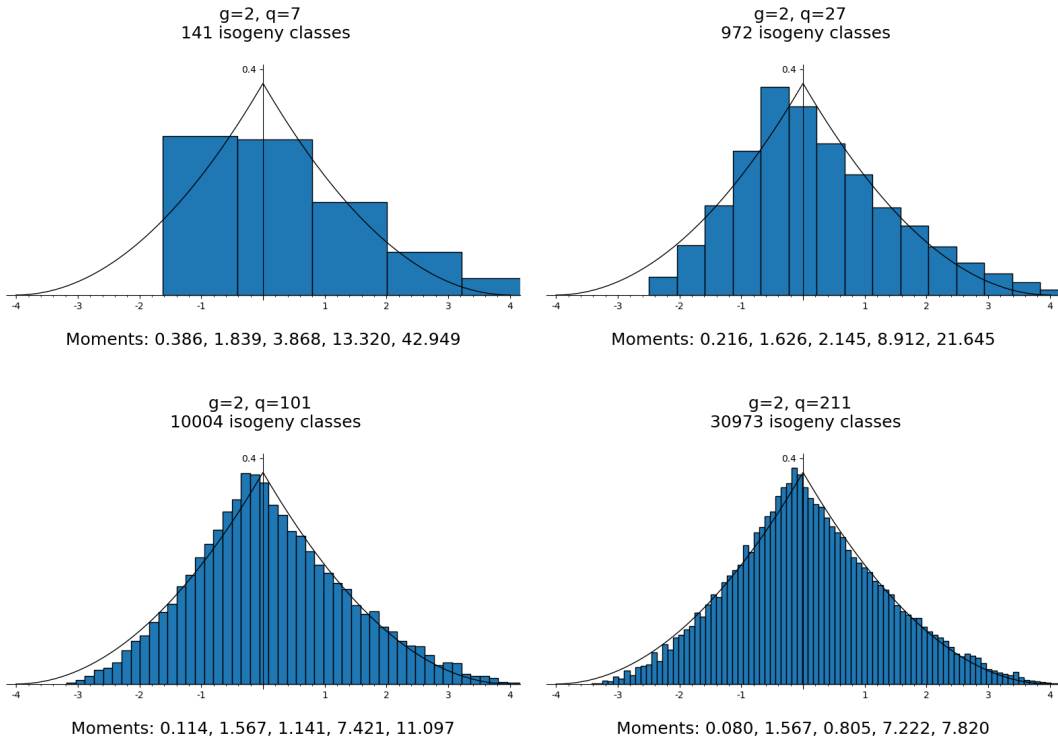 g=2, q=7
141 isogeny classes
0.4
-4 -2 -1 1 2 3 4
Moments: 0.386, 1.839, 3.868, 13.320, 42.949
g=2, q=27
972 isogeny classes
0.4
-4 -3 -1 1 2 3 4
Moments: 0.216, 1.626, 2.145, 8.912, 21.645
g=2, q=101
10004 isogeny classes
0.4
-4 -2 -1 1 2 3 4
Moments: 0.114, 1.567, 1.141, 7.421, 11.097
g=2, q=211
30973 isogeny classes
0.4
-4 -3 -2 -1 1 2 3 4
Moments: 0.080, 1.567, 0.805, 7.222, 7.820